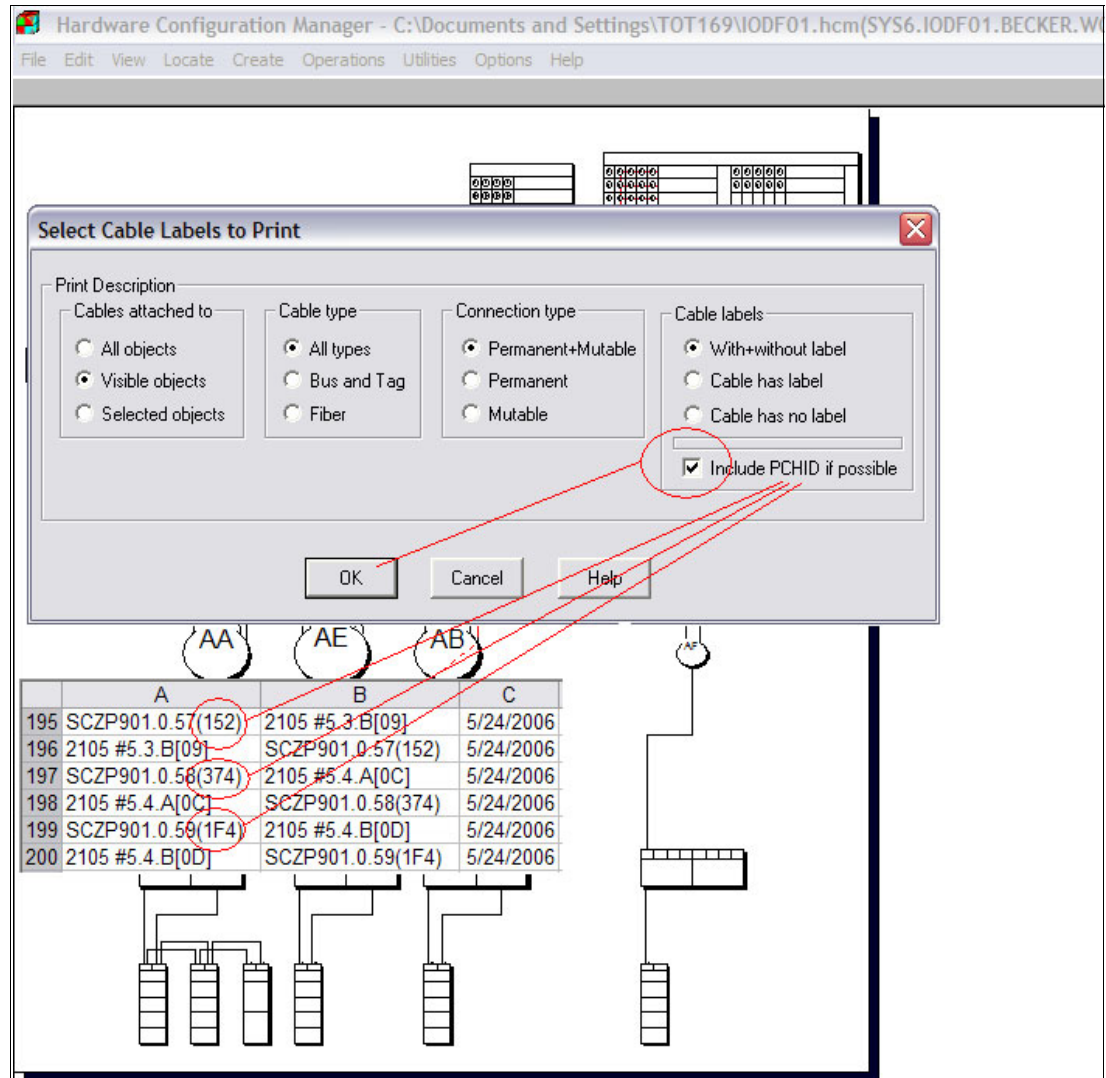 Hardware Configuration Manager - C:\Documents and Settings\TOT169\IODF01.hcm(SYS6.IODF01.BECKER.WO
File Edit View Locate Create Operations Utilities Options Help
Select Cable Labels to Print
Print Description
Cables attached to Cable type Connection type Cable labels
All objects All types Permanent+Mutable With+without label
Visible objects Bus and Tag Permanent Cable has label
Selected objects Fiber Mutable Cable has no label
Include PCHID if possible
OK Cancel Help
AA AE AB AF
A B C
195 SCZP901.0.57(152) 2105 #5.3.B[09] 5/24/2006
196 2105 #5.3.B[09] SCZP901.0.57(152) 5/24/2006
197 SCZP901.0.58(374) 2105 #5.4.A[0C] 5/24/2006
198 2105 #5.4.A[0C] SCZP901.0.58(374) 5/24/2006
199 SCZP901.0.59(1F4) 2105 #5.4.B[0D] 5/24/2006
200 2105 #5.4.B[0D] SCZP901.0.59(1F4) 5/24/2006